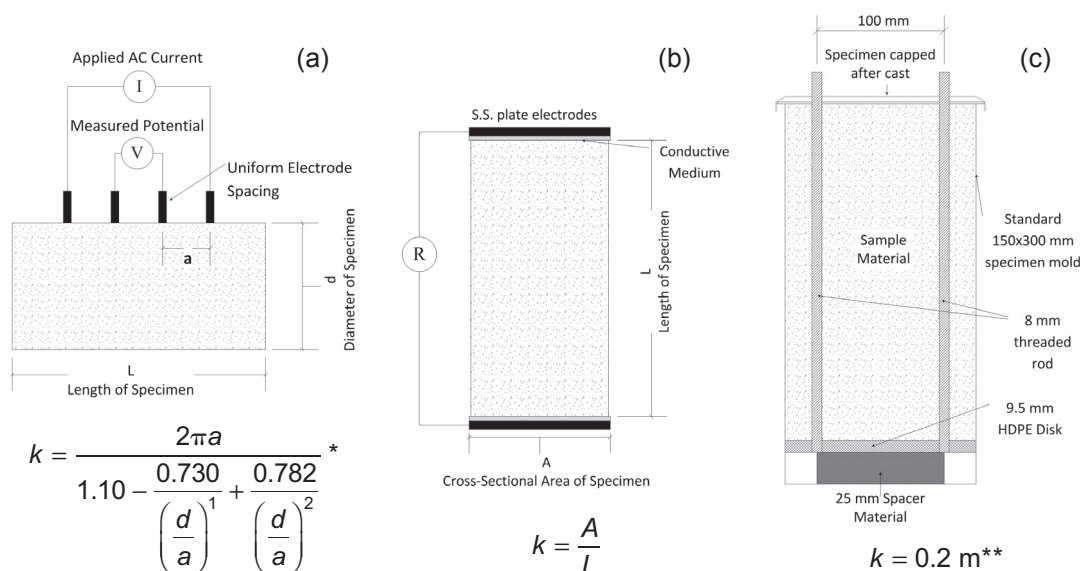 (a)
Applied AC Current
I
Measured Potential
V
Uniform Electrode
Spacing
a
d
Diameter of Specimen
L
Length of Specimen
k = 2πa / (1.10 − 0.730/(d/a)¹ + 0.782/(d/a)²) *
(b)
S.S. plate electrodes
Conductive
Medium
R
L
Length of Specimen
A
Cross-Sectional Area of Specimen
k = A/L
(c)
100 mm
Specimen capped
after cast
Standard
150x300 mm
specimen mold
Sample
Material
8 mm
threaded
rod
9.5 mm
HDPE Disk
25 mm Spacer
Material
k = 0.2 m**